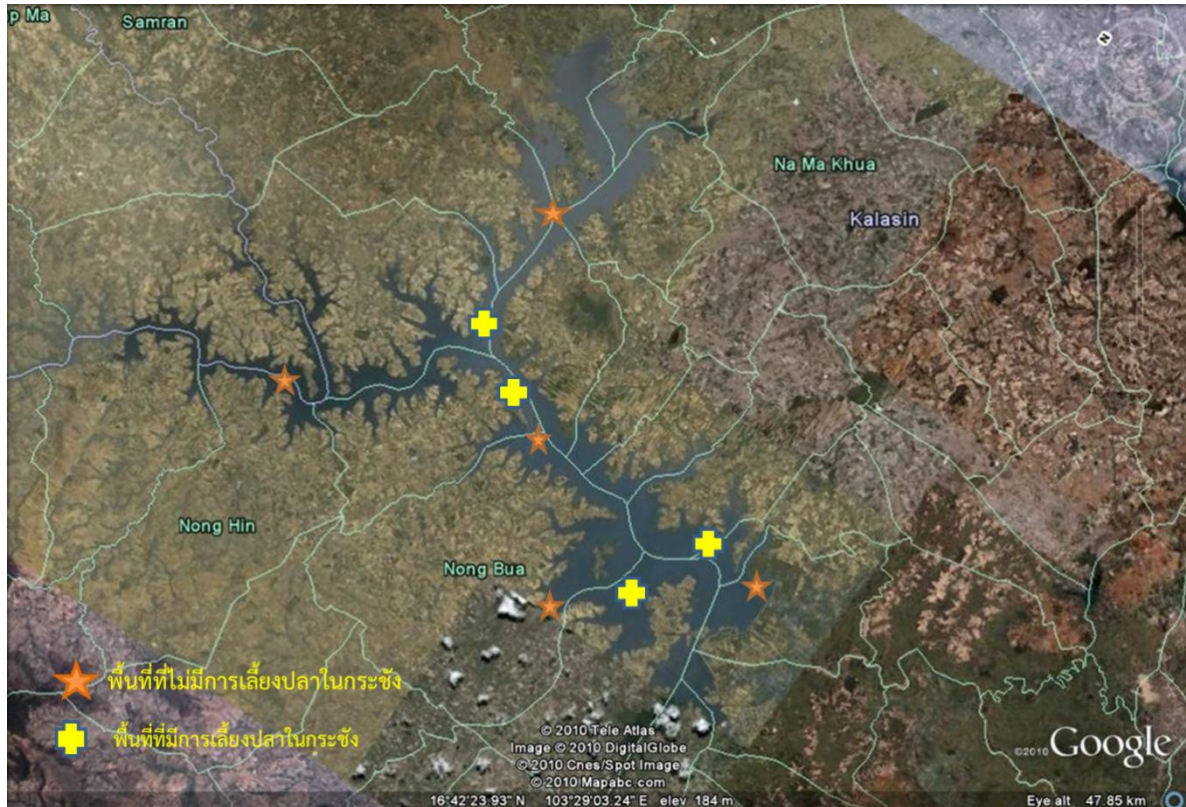 p Ma
Samran
N
Na Ma Khua
Kalasin
Nong Hin
Nong Bua
พื้นที่ที่ไม่มีการเลี้ยงปลาในกระชัง
พื้นที่ที่มีการเลี้ยงปลาในกระชัง
© 2010 Tele Atlas
Image © 2010 DigitalGlobe
© 2010 Cnes/Spot Image
© 2010 Mapabc.com
©2010 Google
16°42'23.93" N 103°29'03.24" E elev 184 m
Eye alt 47.85 km